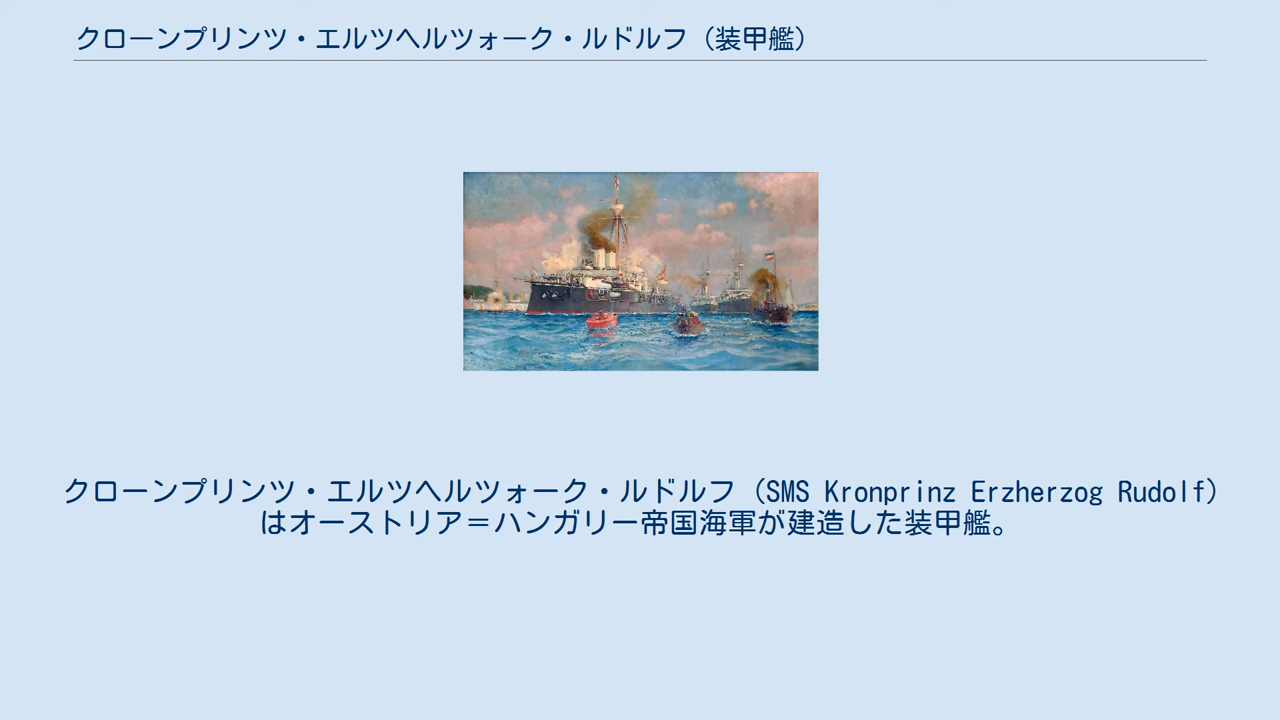 クローンプリンツ・エルツヘルツォーク・ルドルフ（装甲艦）
クローンプリンツ・エルツヘルツォーク・ルドルフ（SMS Kronprinz Erzherzog Rudolf）
はオーストリア＝ハンガリー帝国海軍が建造した装甲艦。